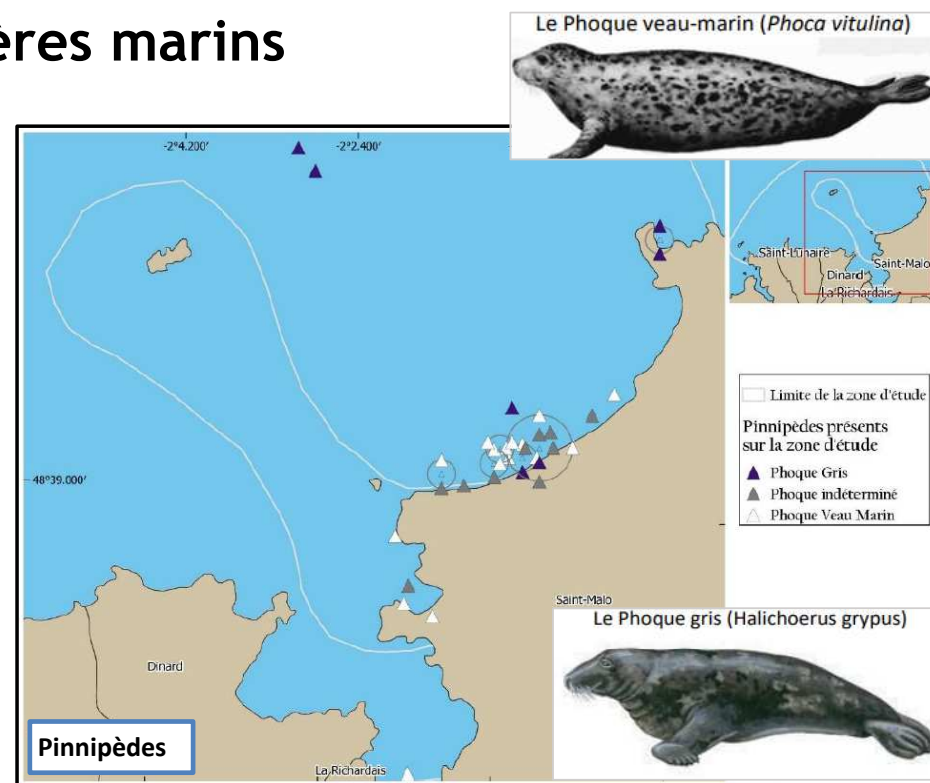 ères marins
Le Phoque veau-marin (Phoca vitulina)
-2°4.200'
-2°2.400'
48°39.000'
Saint-Lunaire
Saint-Malo
Dinard
La Richardais
Limite de la zone d'étude
Pinnipèdes présents
sur la zone d'étude
Phoque Gris
Phoque indéterminé
Phoque Veau Marin
Saint-Malo
Le Phoque gris (Halichoerus grypus)
Dinard
Pinnipèdes
La Richardais